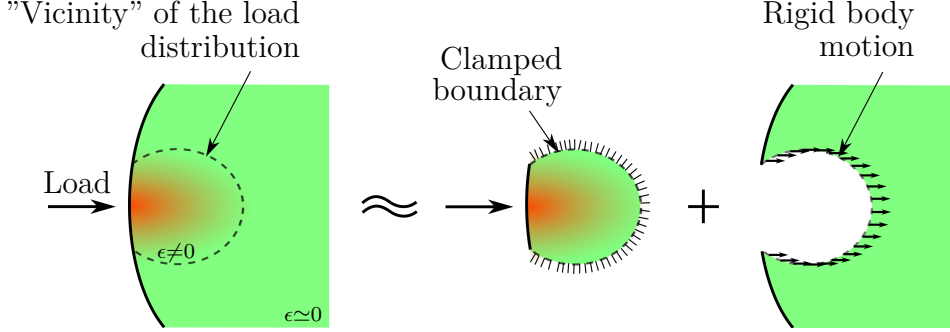 "Vicinity" of the load
distribution
Load
ϵ≠0
ϵ≃0
≈
Clamped
boundary
+
Rigid body
motion